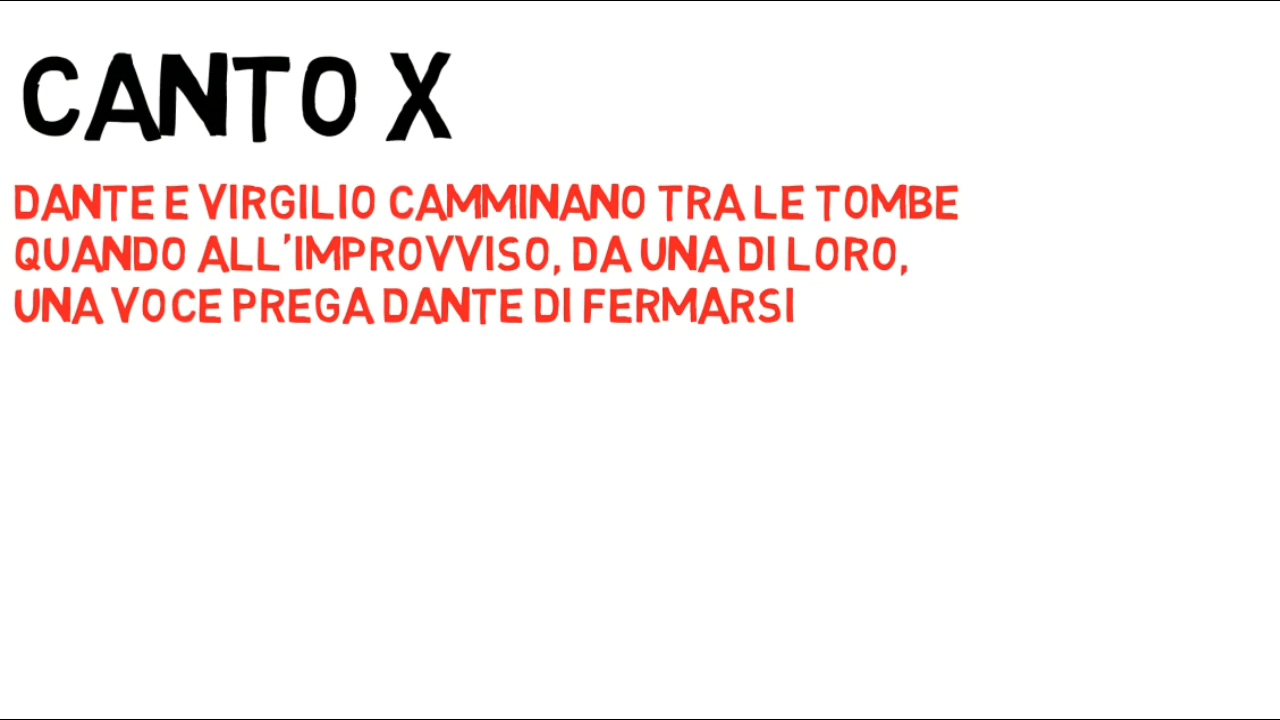 CANTO X
DANTE E VIRGILIO CAMMINANO TRA LE TOMBE
QUANDO ALL'IMPROVVISO, DA UNA DI LORO,
UNA VOCE PREGA DANTE DI FERMARSI